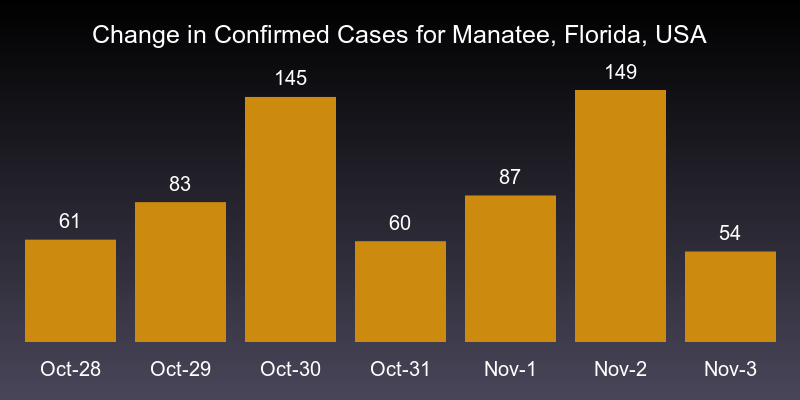 Change in Confirmed Cases for Manatee, Florida, USA
61
83
145
60
87
149
54
Oct-28
Oct-29
Oct-30
Oct-31
Nov-1
Nov-2
Nov-3